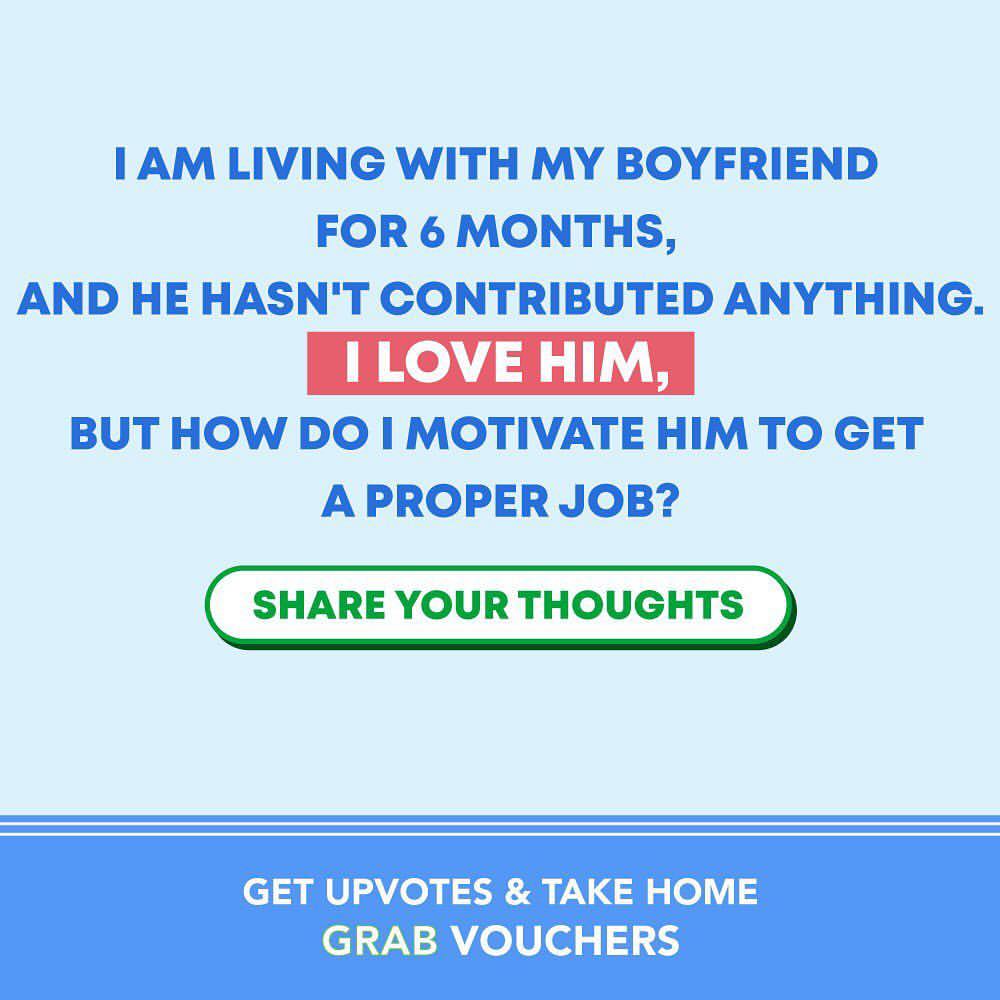 I AM LIVING WITH MY BOYFRIEND
FOR 6 MONTHS,
AND HE HASN'T CONTRIBUTED ANYTHING.
I LOVE HIM,
BUT HOW DO I MOTIVATE HIM TO GET
A PROPER JOB?
SHARE YOUR THOUGHTS
GET UPVOTES & TAKE HOME
GRAB VOUCHERS